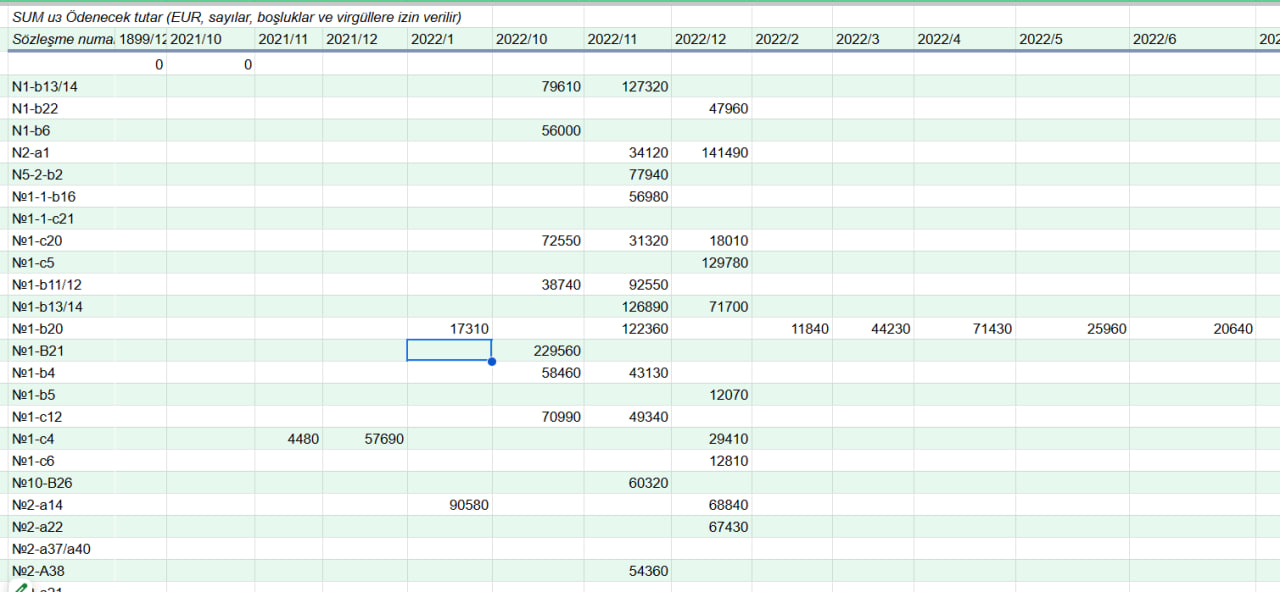 SUM из Ödenecek tutar (EUR, sayılar, boşluklar ve virgüllere izin verilir)
Sözleşme numa 1899/12 2021/10 2021/11 2021/12 2022/1 2022/10 2022/11 2022/12 2022/2 2022/3 2022/4 2022/5 2022/6 202
0 0
N1-b13/14 79610 127320
N1-b22 47960
N1-b6 56000
N2-a1 34120 141490
N5-2-b2 77940
№1-1-b16 56980
№1-1-c21
№1-c20 72550 31320 18010
№1-c5 129780
№1-b11/12 38740 92550
№1-b13/14 126890 71700
№1-b20 17310 122360 11840 44230 71430 25960 20640
№1-B21 229560
№1-b4 58460 43130
№1-b5 12070
№1-c12 70990 49340
№1-c4 4480 57690 29410
№1-c6 12810
№10-B26 60320
№2-a14 90580 68840
№2-a22 67430
№2-a37/a40
№2-A38 54360